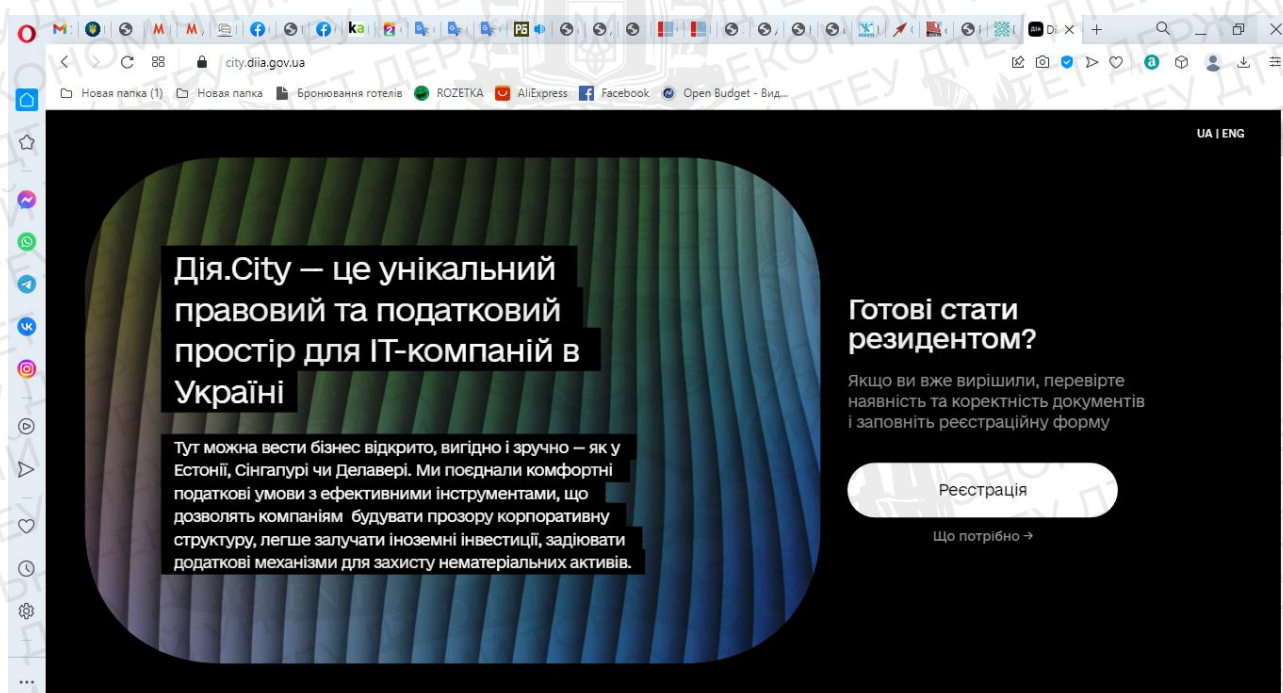 city.diia.gov.ua
Новая папка (1) Новая папка Бронювання готелів ROZETKA AliExpress Facebook Open Budget - Вид...
UA | ENG
Дія.City — це унікальний
правовий та податковий
простір для ІТ-компаній в
Україні
Тут можна вести бізнес відкрито, вигідно і зручно — як у
Естонії, Сінгапурі чи Делавері. Ми поєднали комфортні
податкові умови з ефективними інструментами, що
дозволять компаніям будувати прозору корпоративну
структуру, легше залучати іноземні інвестиції, задіювати
додаткові механізми для захисту нематеріальних активів.
Готові стати
резидентом?
Якщо ви вже вирішили, перевірте
наявність та коректність документів
і заповніть реєстраційну форму
Реєстрація
Що потрібно →